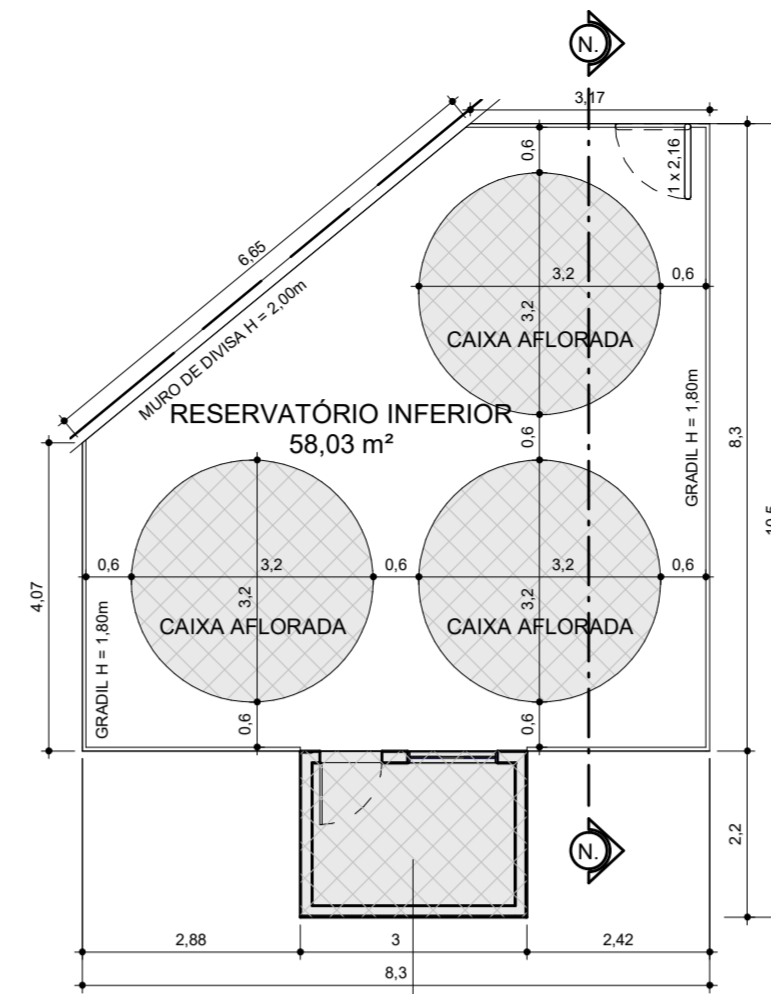 N.
3,17
0,6
1 x 2,16
6,65
MURO DE DIVISA H = 2,00m
3,2
0,6
3,2
CAIXA AFLORADA
RESERVATÓRIO INFERIOR
58,03 m²
0,6
GRADIL H = 1,80m
8,3
0,6
3,2
0,6
3,2
0,6
4,07
3,2
3,2
CAIXA AFLORADA
CAIXA AFLORADA
GRADIL H = 1,80m
0,6
0,6
N.
2,2
2,88
3
2,42
8,3